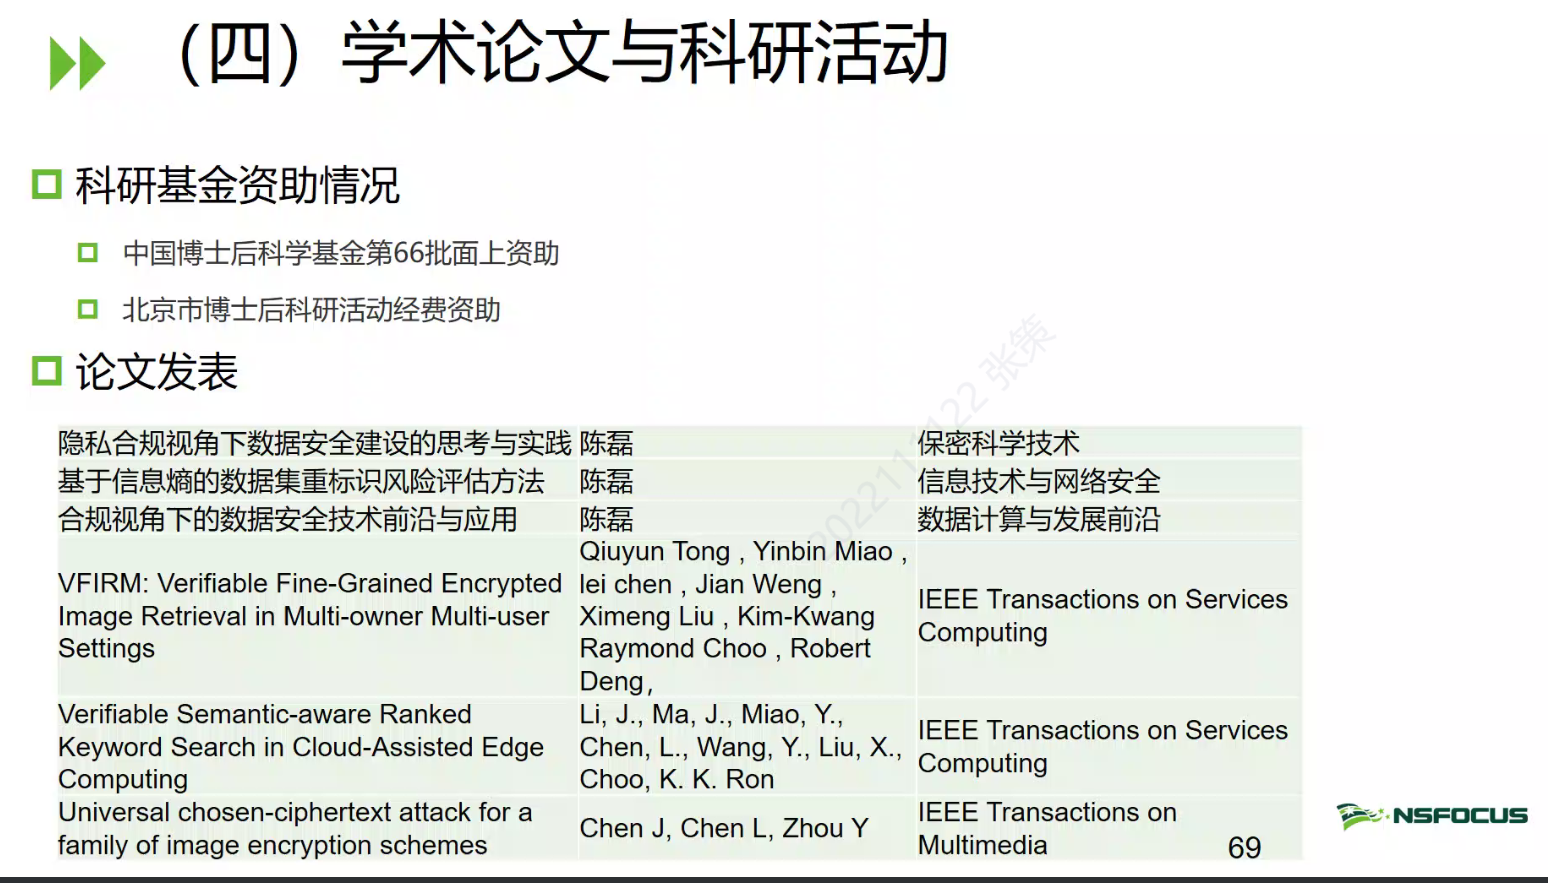 （四）学术论文与科研活动
科研基金资助情况
中国博士后科学基金第66批面上资助
北京市博士后科研活动经费资助
论文发表
隐私合规视角下数据安全建设的思考与实践 陈磊 保密科学技术
基于信息熵的数据集重标识风险评估方法 陈磊 信息技术与网络安全
合规视角下的数据安全技术前沿与应用 陈磊 数据计算与发展前沿
VFIRM: Verifiable Fine-Grained Encrypted
Image Retrieval in Multi-owner Multi-user
Settings
Qiuyun Tong , Yinbin Miao ,
lei chen , Jian Weng ,
Ximeng Liu , Kim-Kwang
Raymond Choo , Robert
Deng,
IEEE Transactions on Services
Computing
Verifiable Semantic-aware Ranked
Keyword Search in Cloud-Assisted Edge
Computing
Li, J., Ma, J., Miao, Y.,
Chen, L., Wang, Y., Liu, X.,
Choo, K. K. Ron
IEEE Transactions on Services
Computing
Universal chosen-ciphertext attack for a
family of image encryption schemes
Chen J, Chen L, Zhou Y
IEEE Transactions on
Multimedia
69
NSFOCUS
张策